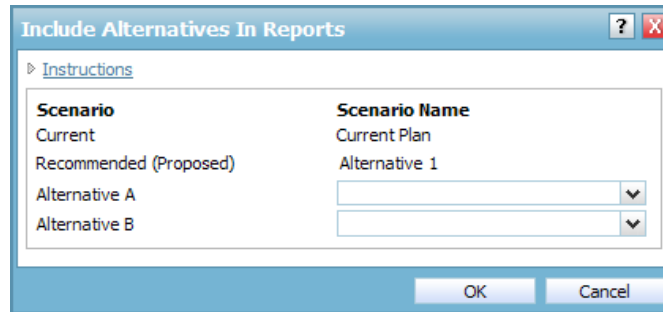 Include Alternatives In Reports ? X
Instructions
Scenario Scenario Name
Current Current Plan
Recommended (Proposed) Alternative 1
Alternative A
Alternative B
OK Cancel